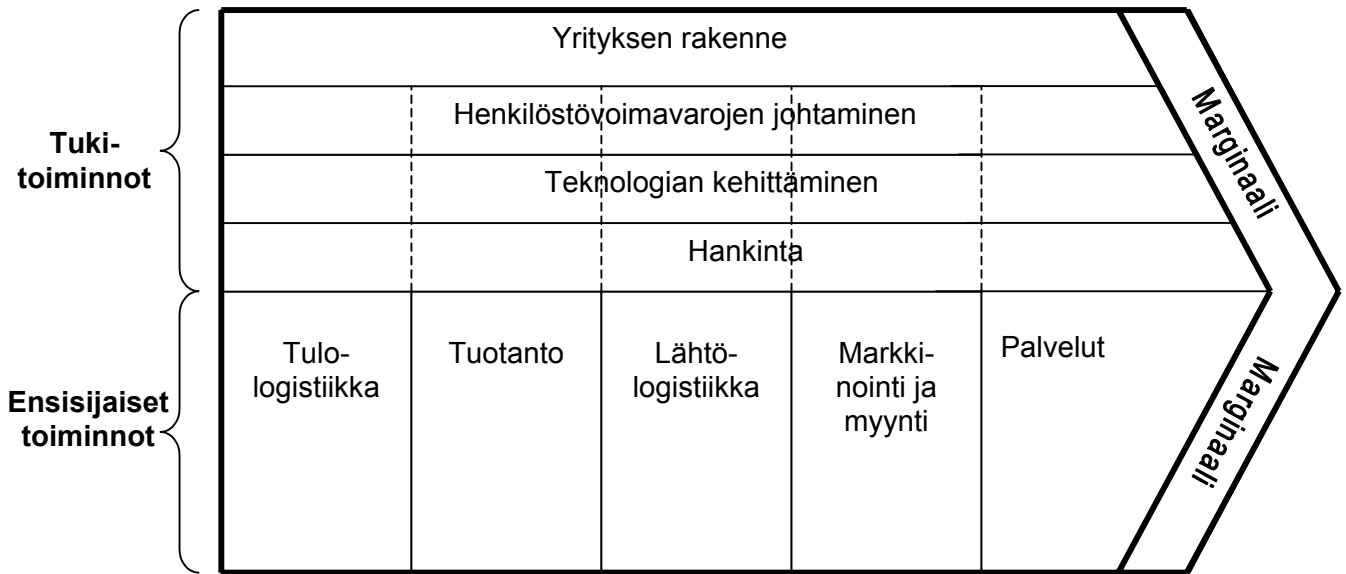 Yrityksen rakenne
Henkilöstövoimavarojen johtaminen
Teknologian kehittäminen
Hankinta
Tuki-
toiminnot
Marginaali
Tulo-
logistiikka
Tuotanto
Lähtö-
logistiikka
Markki-
nointi ja
myynti
Palvelut
Ensisijaiset
toiminnot
Marginaali